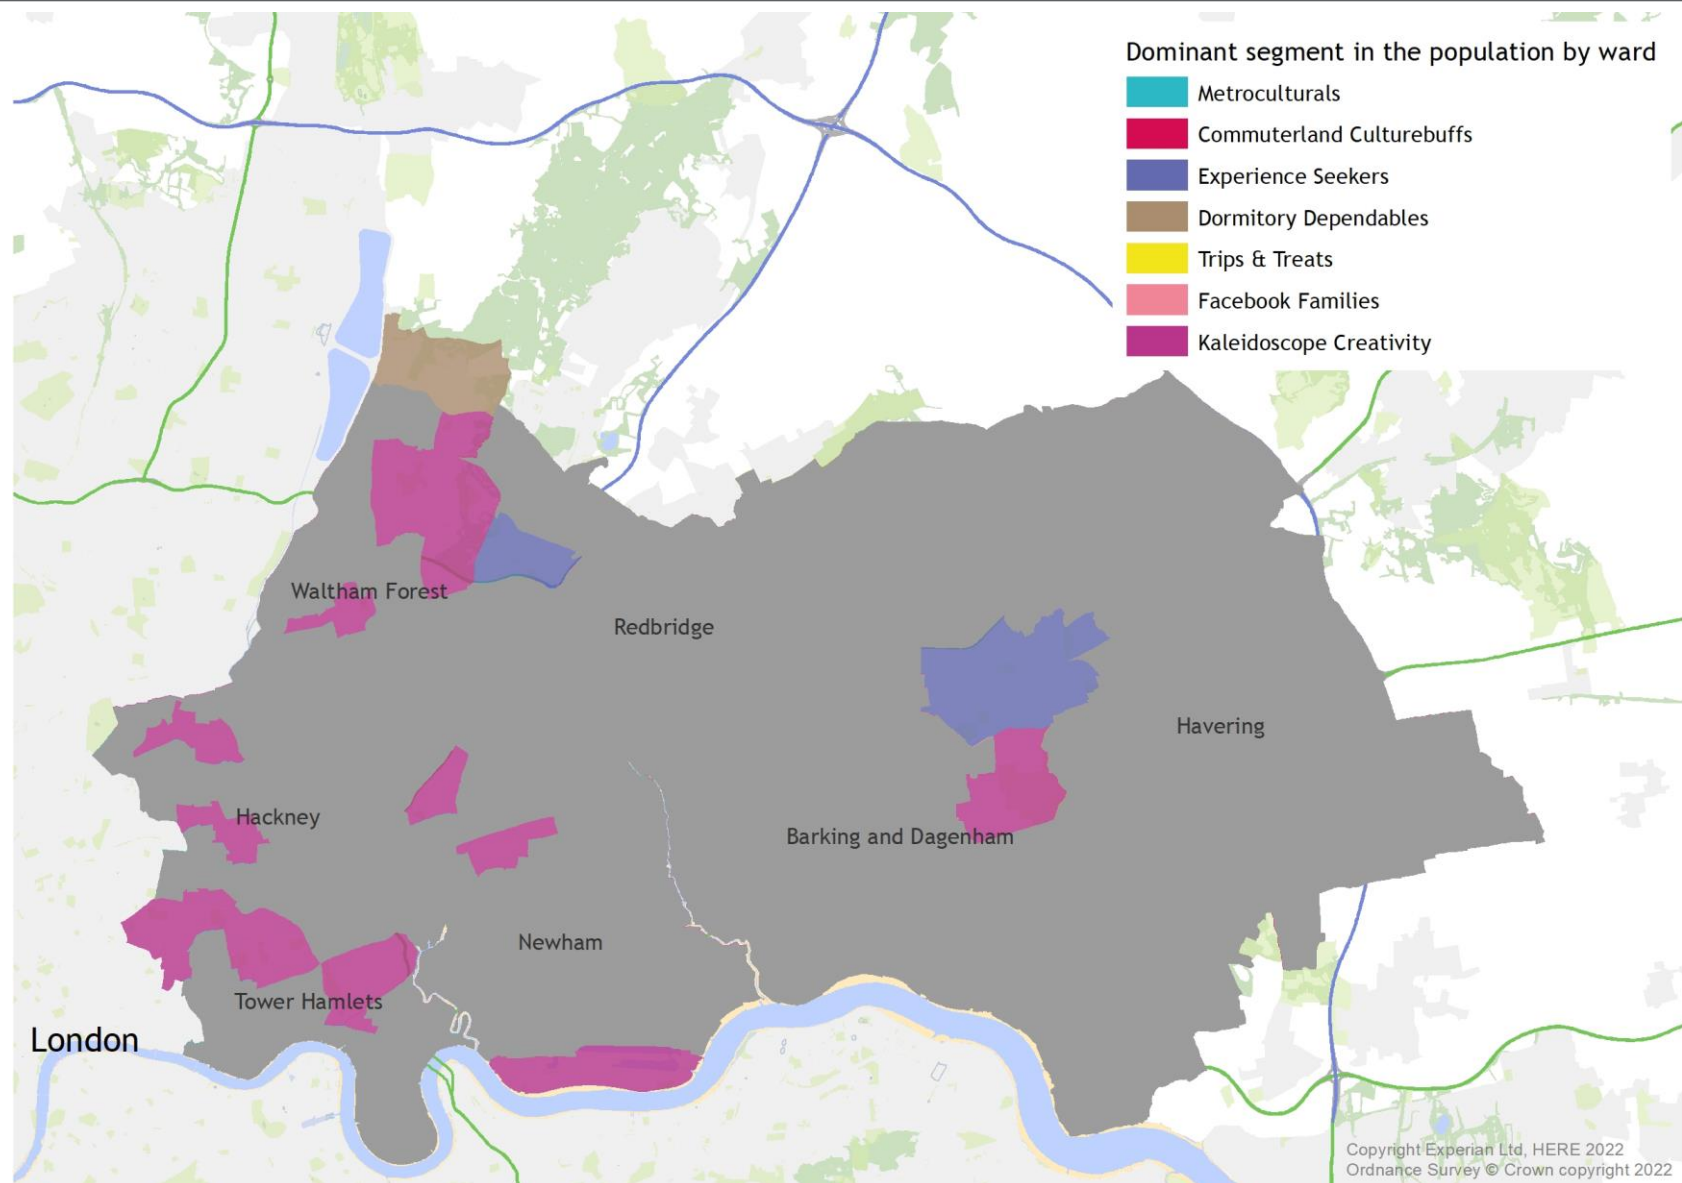 Dominant segment in the population by ward
Metroculturals
Commuterland Culturebuffs
Experience Seekers
Dormitory Dependables
Trips & Treats
Facebook Families
Kaleidoscope Creativity
Waltham Forest
Redbridge
Havering
Hackney
Barking and Dagenham
Newham
Tower Hamlets
London
Copyright Experian Ltd, HERE 2022
Ordnance Survey © Crown copyright 2022